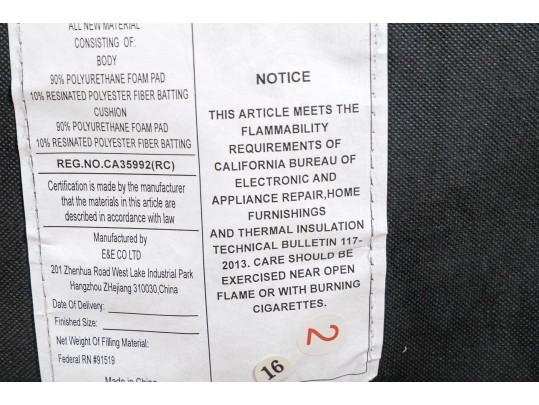 ALL NEW MATERIAL
CONSISTING OF:
BODY
90% POLYURETHANE FOAM PAD
10% RESINATED POLYESTER FIBER BATTING
CUSHION
90% POLYURETHANE FOAM PAD
10% RESINATED POLYESTER FIBER BATTING
REG.NO.CA35992(RC)
Certification is made by the manufacturer
that the materials in this article are
described in accordance with law
Manufactured by
E&E CO LTD
201 Zhenhua Road West Lake Industrial Park
Hangzhou ZHejiang 310030,China
Date Of Delivery:
Finished Size:
Net Weight Of Filling Material:
Federal RN #91519
Made in China
NOTICE
THIS ARTICLE MEETS THE
FLAMMABILITY
REQUIREMENTS OF
CALIFORNIA BUREAU OF
ELECTRONIC AND
APPLIANCE REPAIR,HOME
FURNISHINGS
AND THERMAL INSULATION
TECHNICAL BULLETIN 117-
2013. CARE SHOULD BE
EXERCISED NEAR OPEN
FLAME OR WITH BURNING
CIGARETTES.
2
16